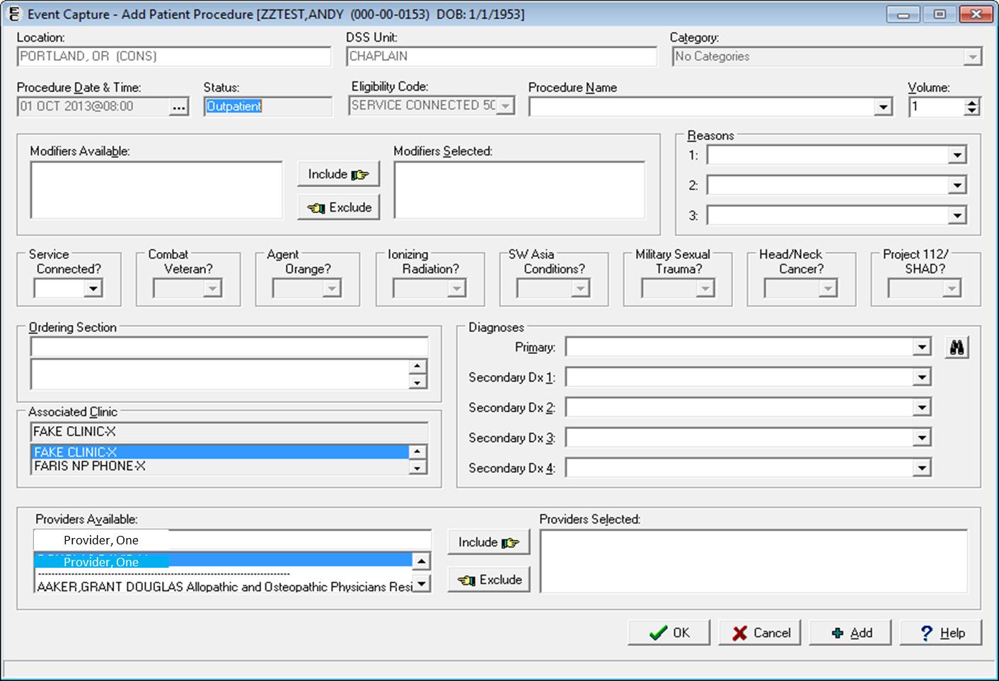 Event Capture - Add Patient Procedure [ZZTEST,ANDY (000-00-0153) DOB: 1/1/1953]
Location: DSS Unit: Category:
PORTLAND, OR (CONS) CHAPLAIN No Categories
Procedure Date & Time: Status: Eligibility Code: Procedure Name Volume:
01 OCT 2013@08:00 ... Outpatient SERVICE CONNECTED 50 1
Modifiers Available: Modifiers Selected: Reasons
1:
Include
2:
Exclude
3:
Service Connected?
Combat Veteran?
Agent Orange?
Ionizing Radiation?
SW Asia Conditions?
Military Sexual Trauma?
Head/Neck Cancer?
Project 112/ SHAD?
Ordering Section
Diagnoses
Primary:
Secondary Dx 1:
Secondary Dx 2:
Secondary Dx 3:
Secondary Dx 4:
Associated Clinic
FAKE CLINIC-X
FAKE CLINIC-X
FARIS NP PHONE-X
Providers Available: Providers Selected:
Provider, One
Include
Provider, One
AAKER,GRANT DOUGLAS Allopathic and Osteopathic Physicians Resi
Exclude
OK Cancel Add Help